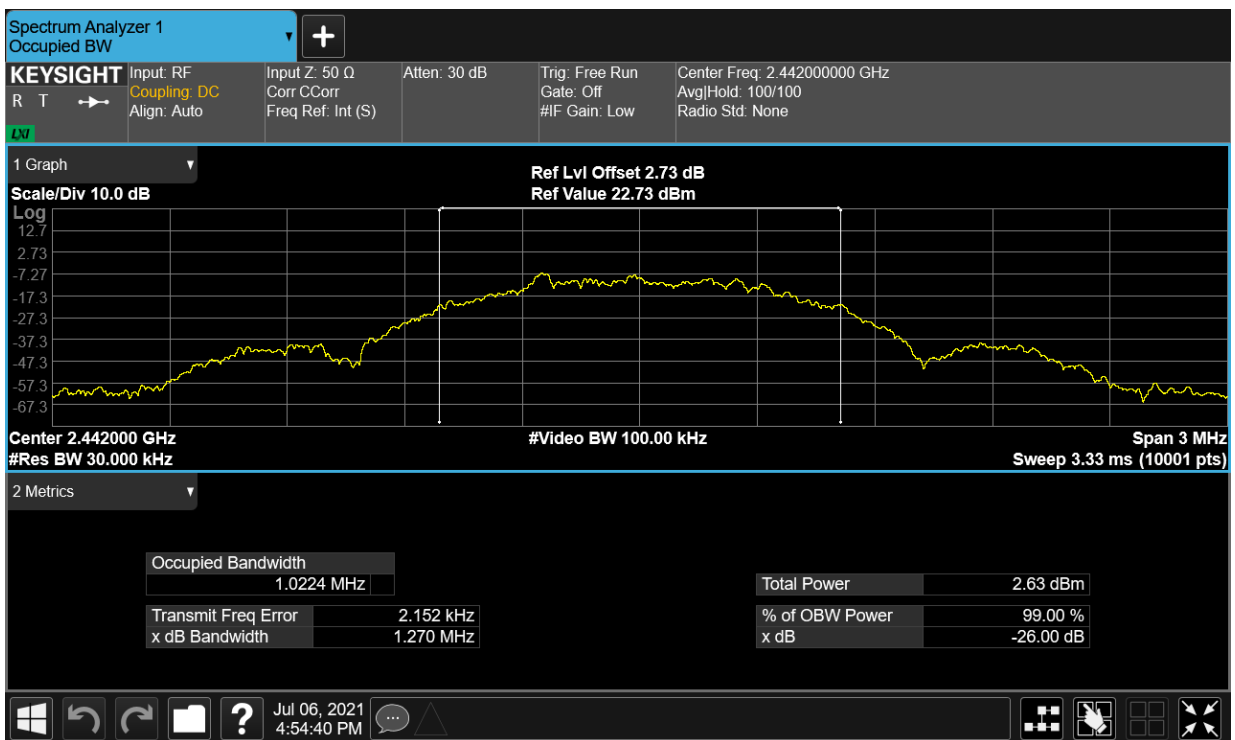 Spectrum Analyzer 1
Occupied BW
▼
+
KEYSIGHT
R T
LXI
Input: RF
Coupling: DC
Align: Auto
Input Z: 50 Ω
Corr CCorr
Freq Ref: Int (S)
Atten: 30 dB
Trig: Free Run
Gate: Off
#IF Gain: Low
Center Freq: 2.442000000 GHz
Avg|Hold: 100/100
Radio Std: None
1 Graph ▼
Ref Lvl Offset 2.73 dB
Scale/Div 10.0 dB
Ref Value 22.73 dBm
Log
12.7
2.73
-7.27
-17.3
-27.3
-37.3
-47.3
-57.3
-67.3
Center 2.442000 GHz
#Video BW 100.00 kHz
Span 3 MHz
#Res BW 30.000 kHz
Sweep 3.33 ms (10001 pts)
2 Metrics ▼
Occupied Bandwidth
1.0224 MHz
Total Power 2.63 dBm
Transmit Freq Error 2.152 kHz
% of OBW Power 99.00 %
x dB Bandwidth 1.270 MHz
x dB -26.00 dB
?
Jul 06, 2021
4:54:40 PM